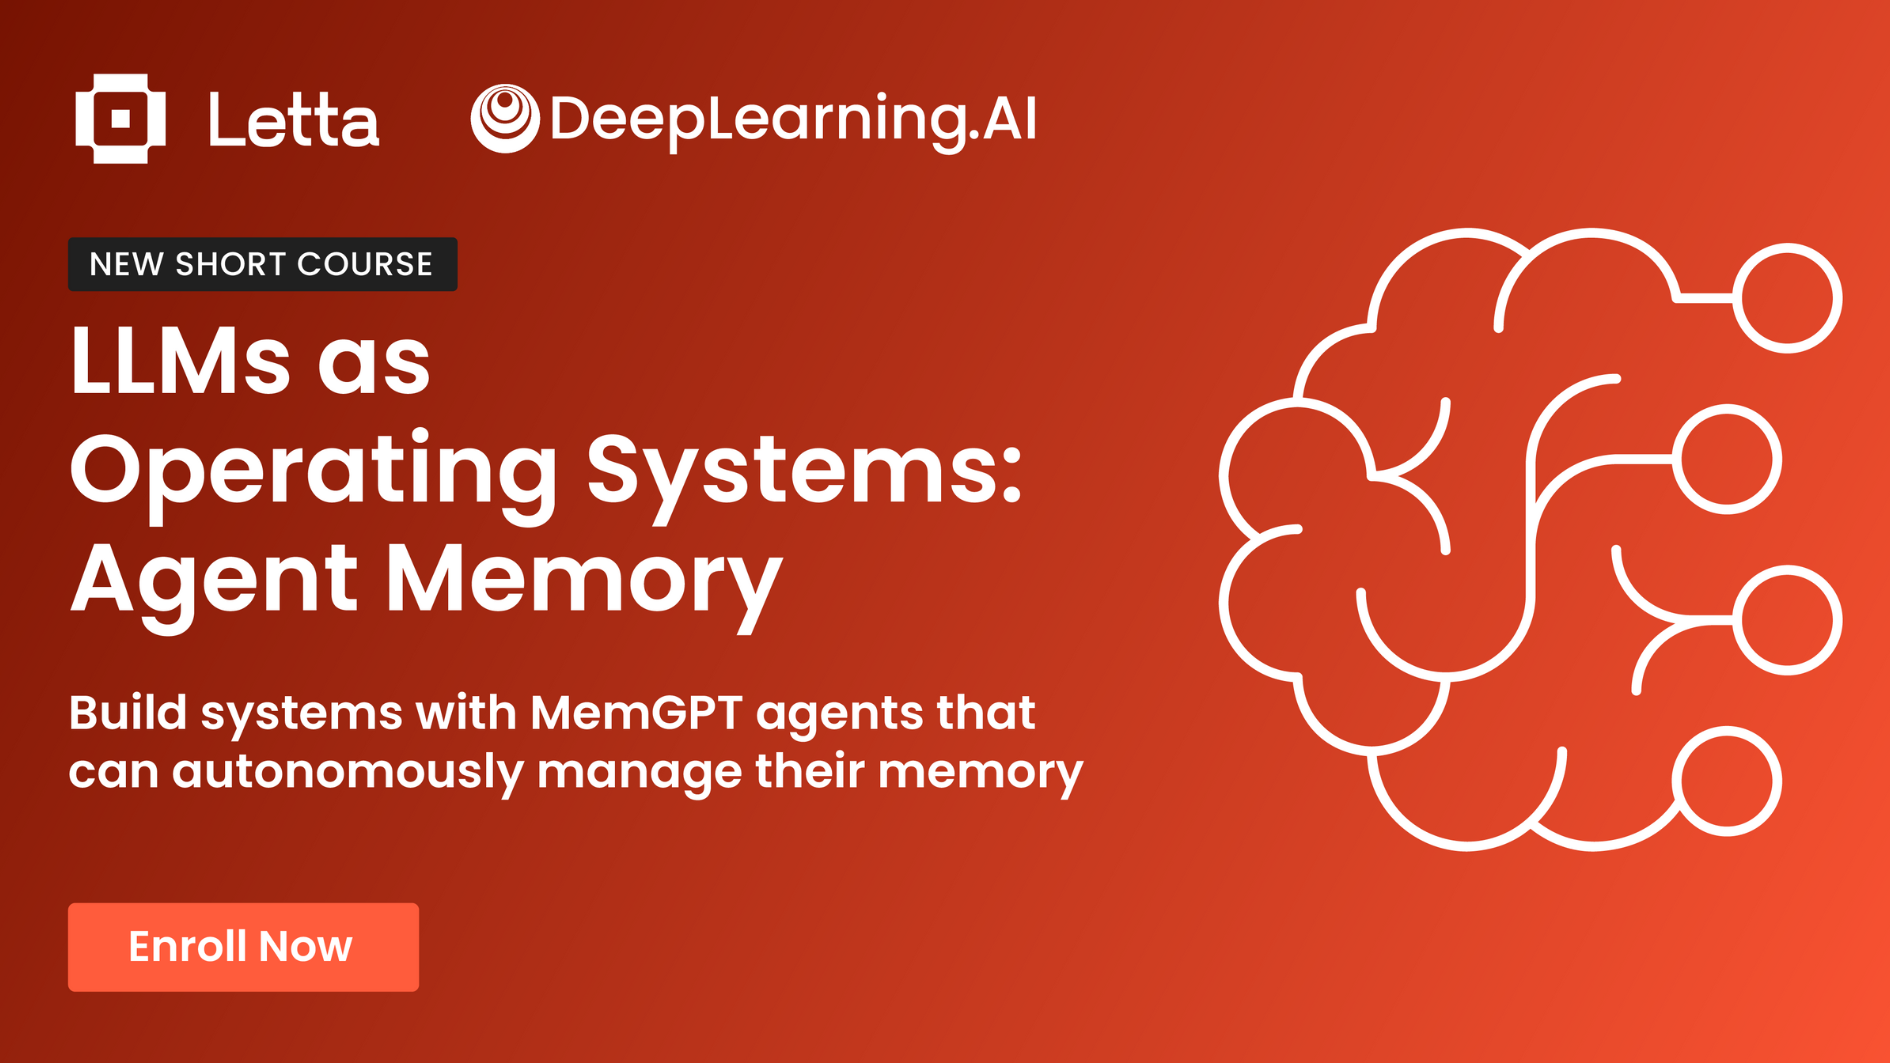 Letta
DeepLearning.AI
NEW SHORT COURSE
LLMs as
Operating Systems:
Agent Memory
Build systems with MemGPT agents that
can autonomously manage their memory
Enroll Now